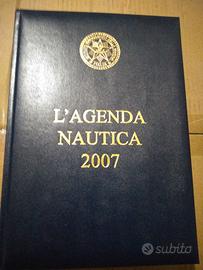 L'AGENDA
NAUTICA
2007
subito